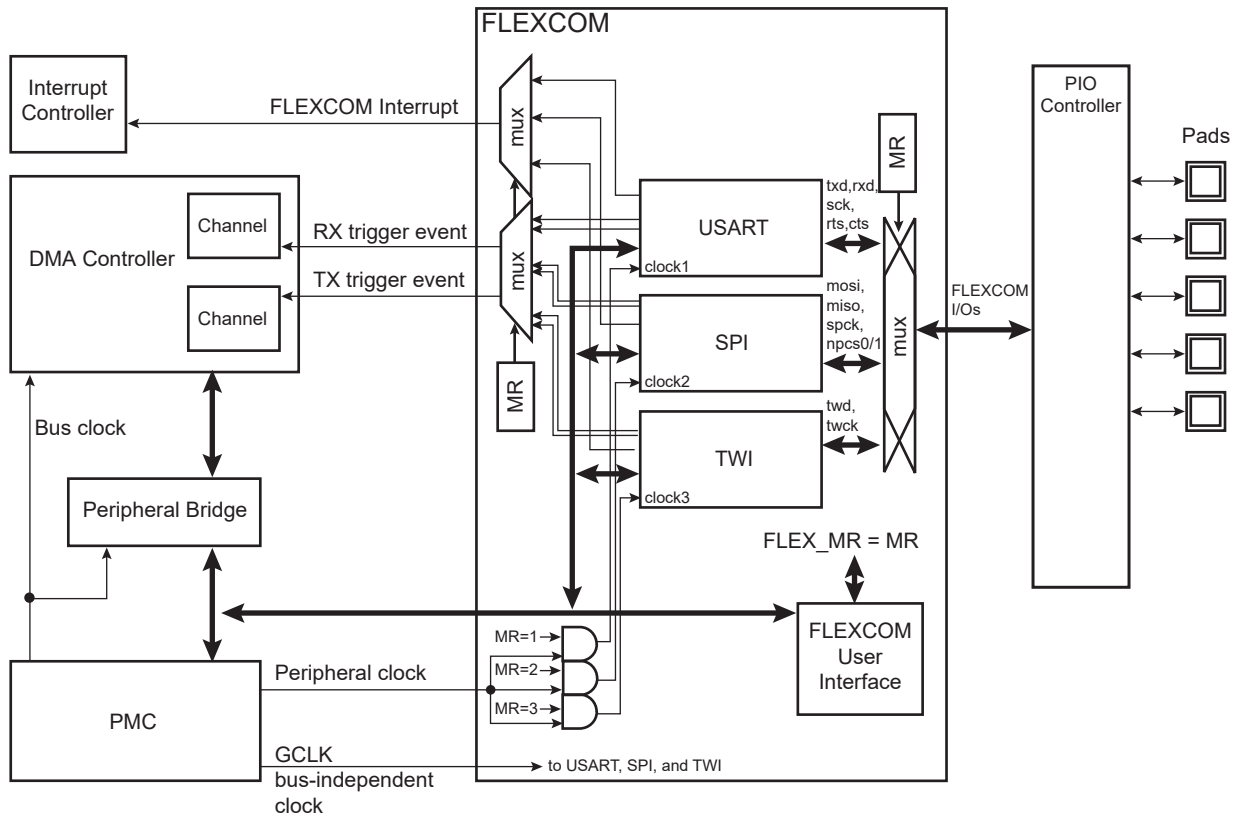 FLEXCOM
Interrupt
Controller
FLEXCOM Interrupt
mux
MR
PIO
Controller
Pads
DMA Controller
Channel
Channel
RX trigger event
TX trigger event
mux
MR
USART
clock1
txd,rxd,
sck,
rts,cts
SPI
clock2
mosi,
miso,
spck,
npcs0/1
mux
FLEXCOM
I/Os
TWI
clock3
twd,
twck
Bus clock
Peripheral Bridge
FLEX_MR = MR
FLEXCOM
User
Interface
MR=1
MR=2
MR=3
Peripheral clock
PMC
GCLK
bus-independent
clock
to USART, SPI, and TWI